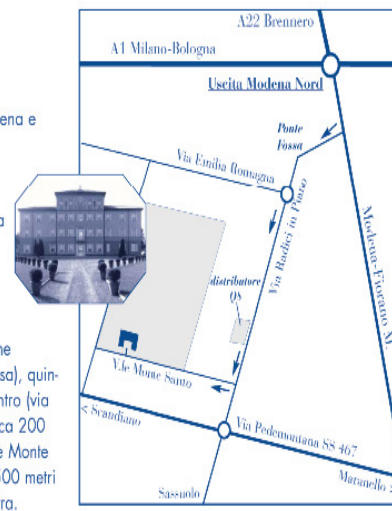 ena e
a
ne
sa), quin-
ntro (via
ca 200
e Monte
500 metri
tra.
A22 Brennero
A1 Milano-Bologna
Uscita Modena Nord
Ponte
Fossa
Via Emilia Romagna
Via Radici in Piano
Modena-Fiorano M.
distributore
Q8
V.le Monte Santo
< Scandiano
Via Pedemontana SS 467
Maranello >
Sassuolo